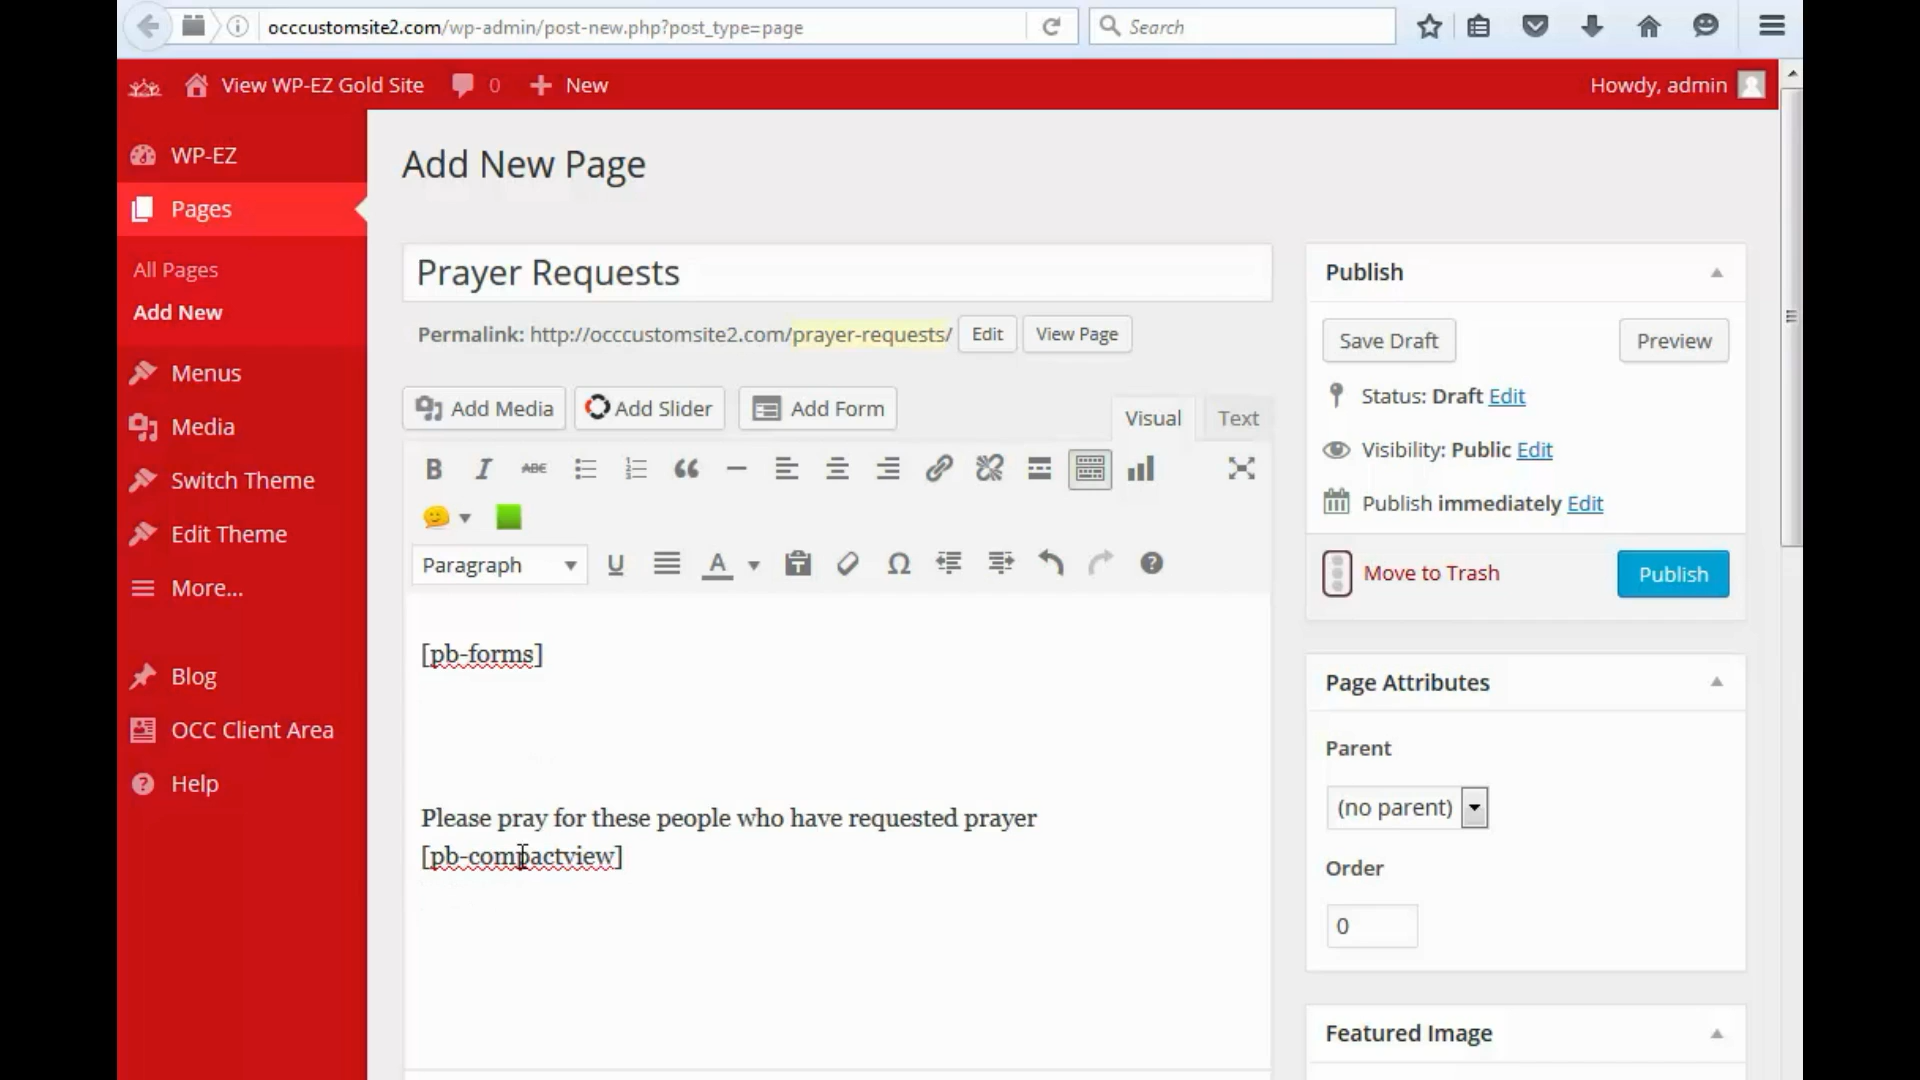 occcustomsite2.com/wp-admin/post-new.php?post_type=page
Search
View WP-EZ Gold Site 0 New
Howdy, admin
WP-EZ
Pages
All Pages
Add New
Menus
Media
Switch Theme
Edit Theme
More...
Blog
OCC Client Area
Help
Add New Page
Prayer Requests
Permalink: http://occcustomsite2.com/prayer-requests/ Edit View Page
Add Media Add Slider Add Form
Visual Text
B I ABC
Paragraph U A Ω
[pb-forms]
Please pray for these people who have requested prayer
[pb-compactview]
Publish
Save Draft Preview
Status: Draft Edit
Visibility: Public Edit
Publish immediately Edit
Move to Trash Publish
Page Attributes
Parent
(no parent)
Order
0
Featured Image